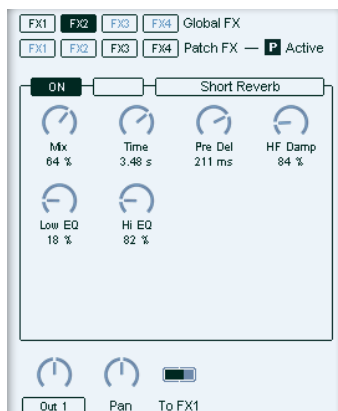 FX1 FX2 FX3 FX4 Global FX
FX1 FX2 FX3 FX4 Patch FX — P Active
ON Short Reverb
Mix Time Pre Del HF Damp
64 % 3.48 s 211 ms 84 %
Low EQ Hi EQ
18 % 82 %
Out 1 Pan To FX1